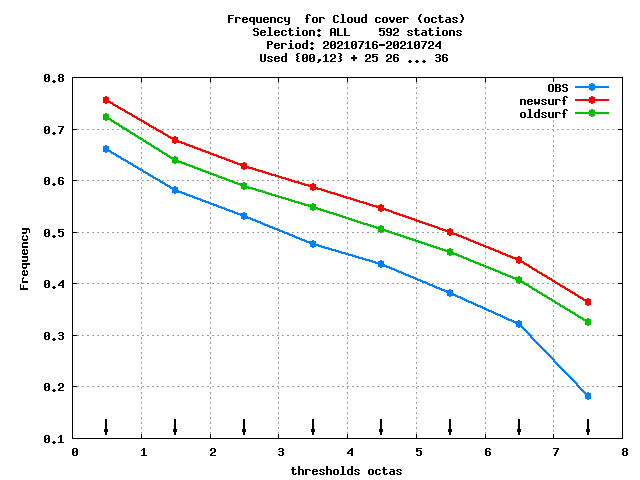 Frequency  for Cloud cover (octas)
Selection: ALL    592 stations
Period: 20210716-20210724
Used {00,12} + 25 26 ... 36
OBS
newsurf
oldsurf
0.8
0.7
0.6
0.5
0.4
0.3
0.2
0.1
Frequency
0 1 2 3 4 5 6 7 8
thresholds octas